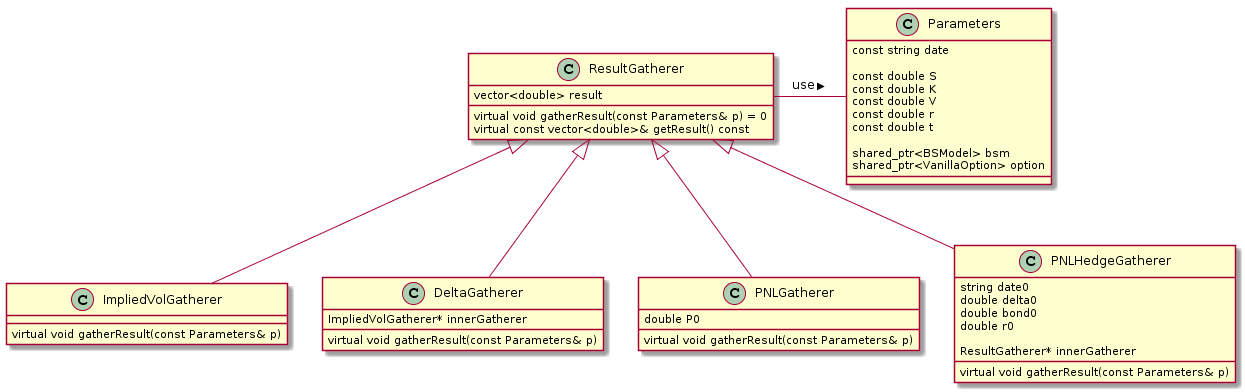 C Parameters
const string date
const double S
const double K
const double V
const double r
const double t
shared_ptr<BSModel> bsm
shared_ptr<VanillaOption> option
C ResultGatherer
vector<double> result
virtual void gatherResult(const Parameters& p) = 0
virtual const vector<double>& getResult() const
use
C ImpliedVolGatherer
virtual void gatherResult(const Parameters& p)
C DeltaGatherer
ImpliedVolGatherer* innerGatherer
virtual void gatherResult(const Parameters& p)
C PNLGatherer
double P0
virtual void gatherResult(const Parameters& p)
C PNLHedgeGatherer
string date0
double delta0
double bond0
double r0
ResultGatherer* innerGatherer
virtual void gatherResult(const Parameters& p)